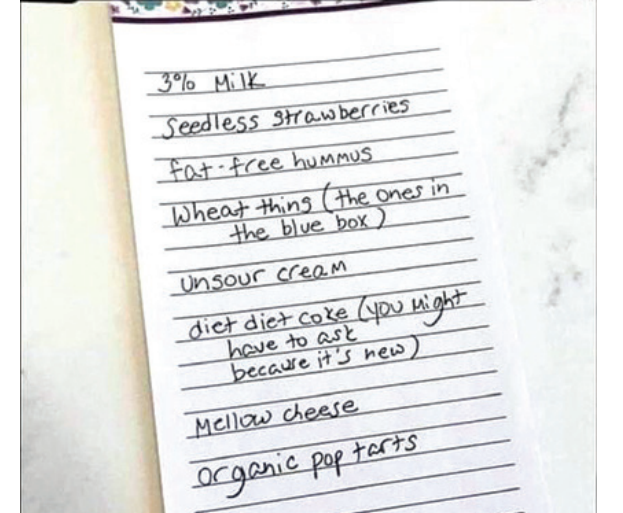 3% Milk
Seedless strawberries
fat-free hummus
Wheat thing (the ones in
the blue box)
unsour cream
diet diet coke (you might
have to ask
because it's new)
Mellow cheese
organic pop tarts